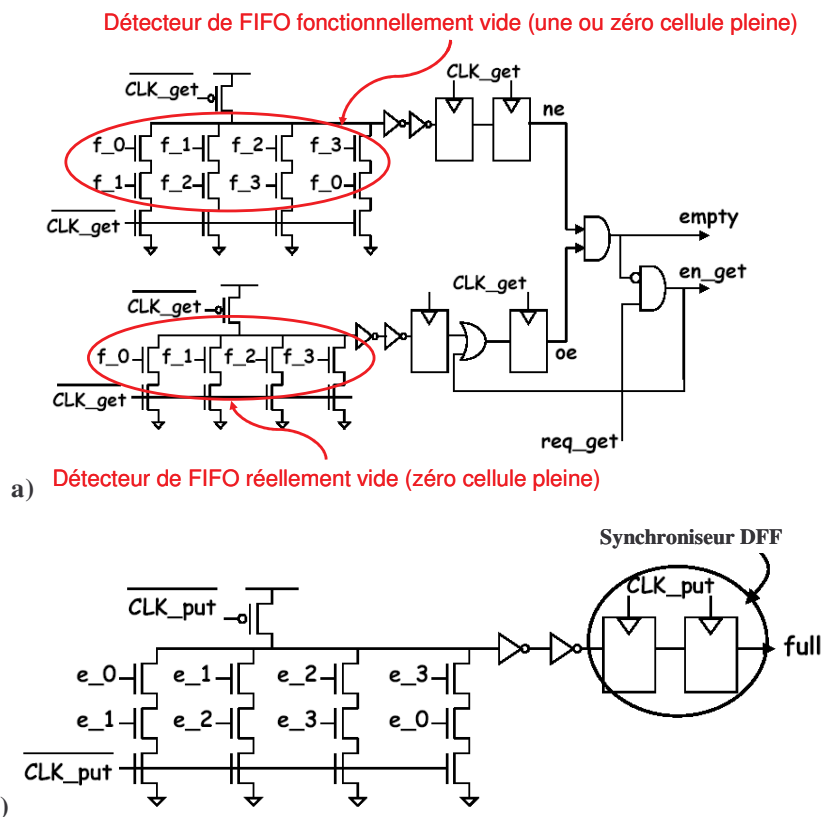 Détecteur de FIFO fonctionnellement vide (une ou zéro cellule pleine)
CLK_get
CLK_get
ne
f_0 f_1 f_2 f_3
f_1 f_2 f_3 f_0
CLK_get
empty
en_get
CLK_get
CLK_get
f_0 f_1 f_2 f_3
oe
CLK_get
req_get
a) Détecteur de FIFO réellement vide (zéro cellule pleine)
Synchroniseur DFF
CLK_put
CLK_put
full
e_0 e_1 e_2 e_3
e_1 e_2 e_3 e_0
CLK_put
)